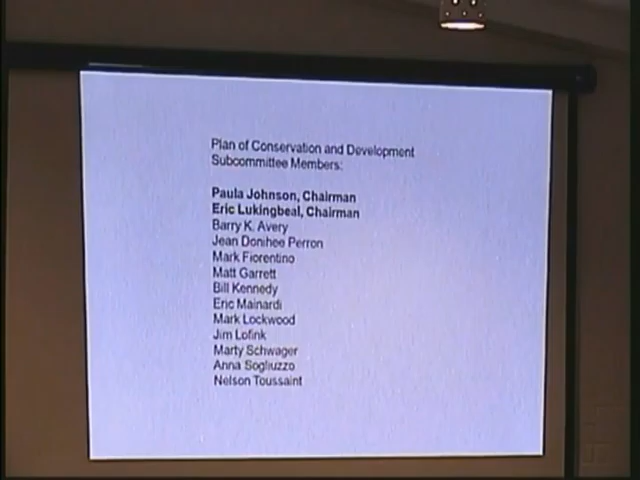 Plan of Conservation and Development
Subcommittee Members:
Paula Johnson, Chairman
Eric Lukingbeal, Chairman
Barry K. Avery
Jean Donihee Perron
Mark Fiorentino
Matt Garrett
Bill Kennedy
Eric Mainardi
Mark Lockwood
Jim Lofink
Marty Schwager
Anna Sogliuzzo
Nelson Toussaint